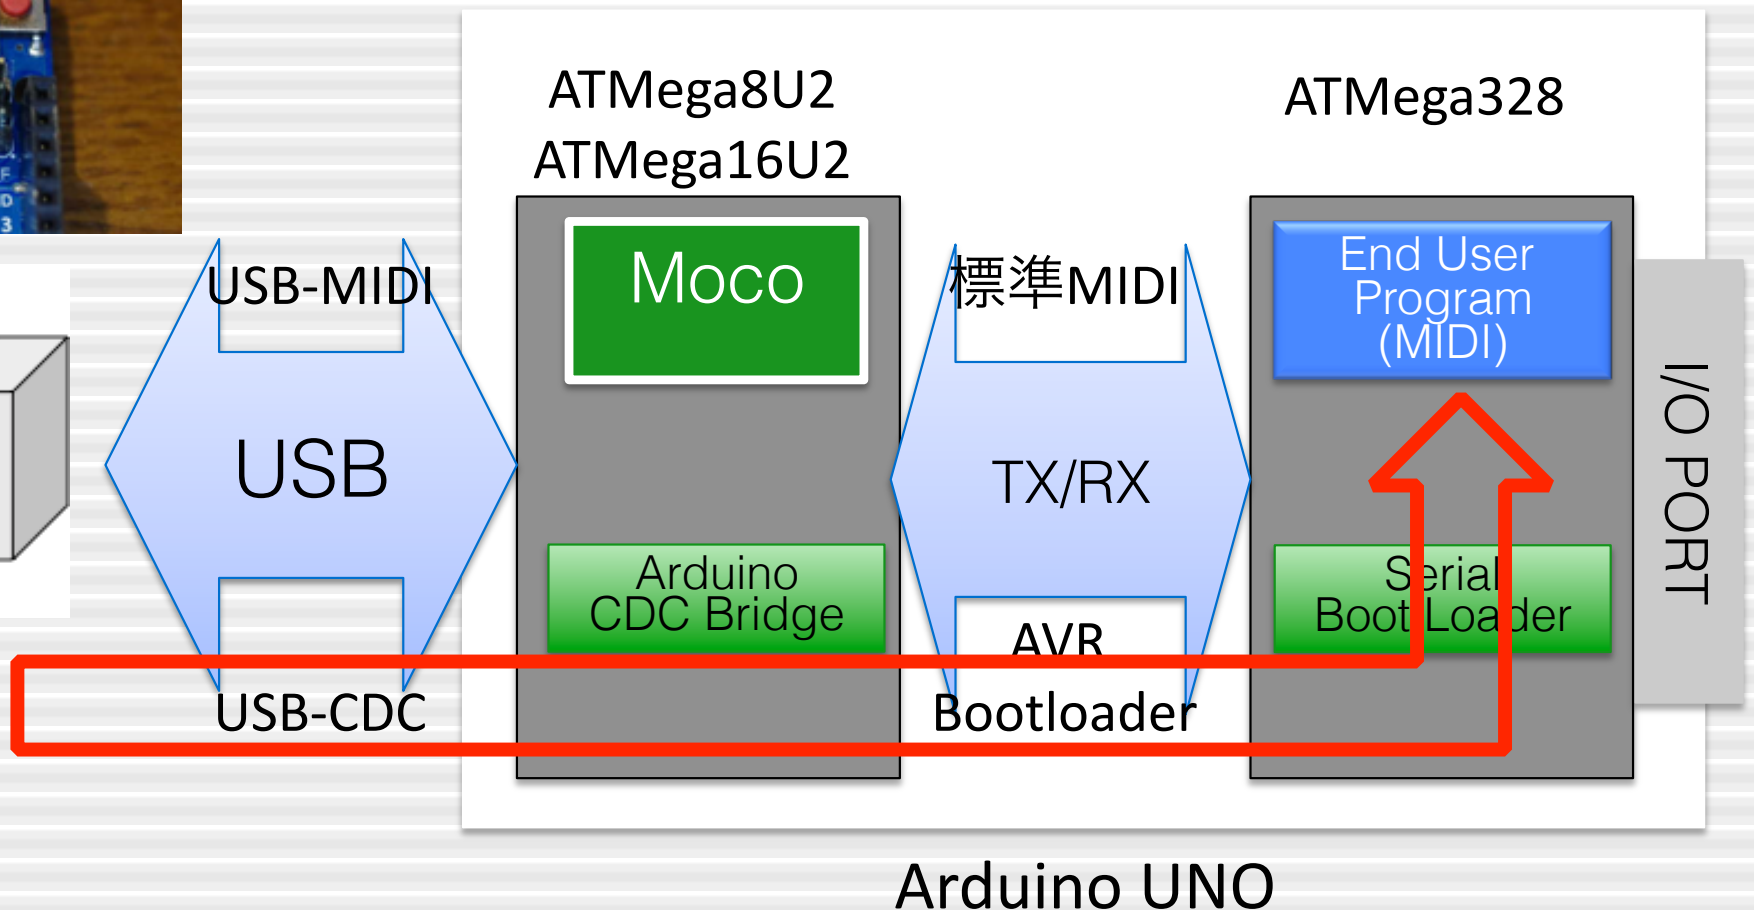 ATMega8U2
ATMega16U2
ATMega328
F
D
3
USB-MIDI
Moco
標準MIDI
End User
Program
(MIDI)
USB
TX/RX
I/O PORT
Arduino
CDC Bridge
Serial
Boot Loader
AVR
USB-CDC
Bootloader
Arduino UNO